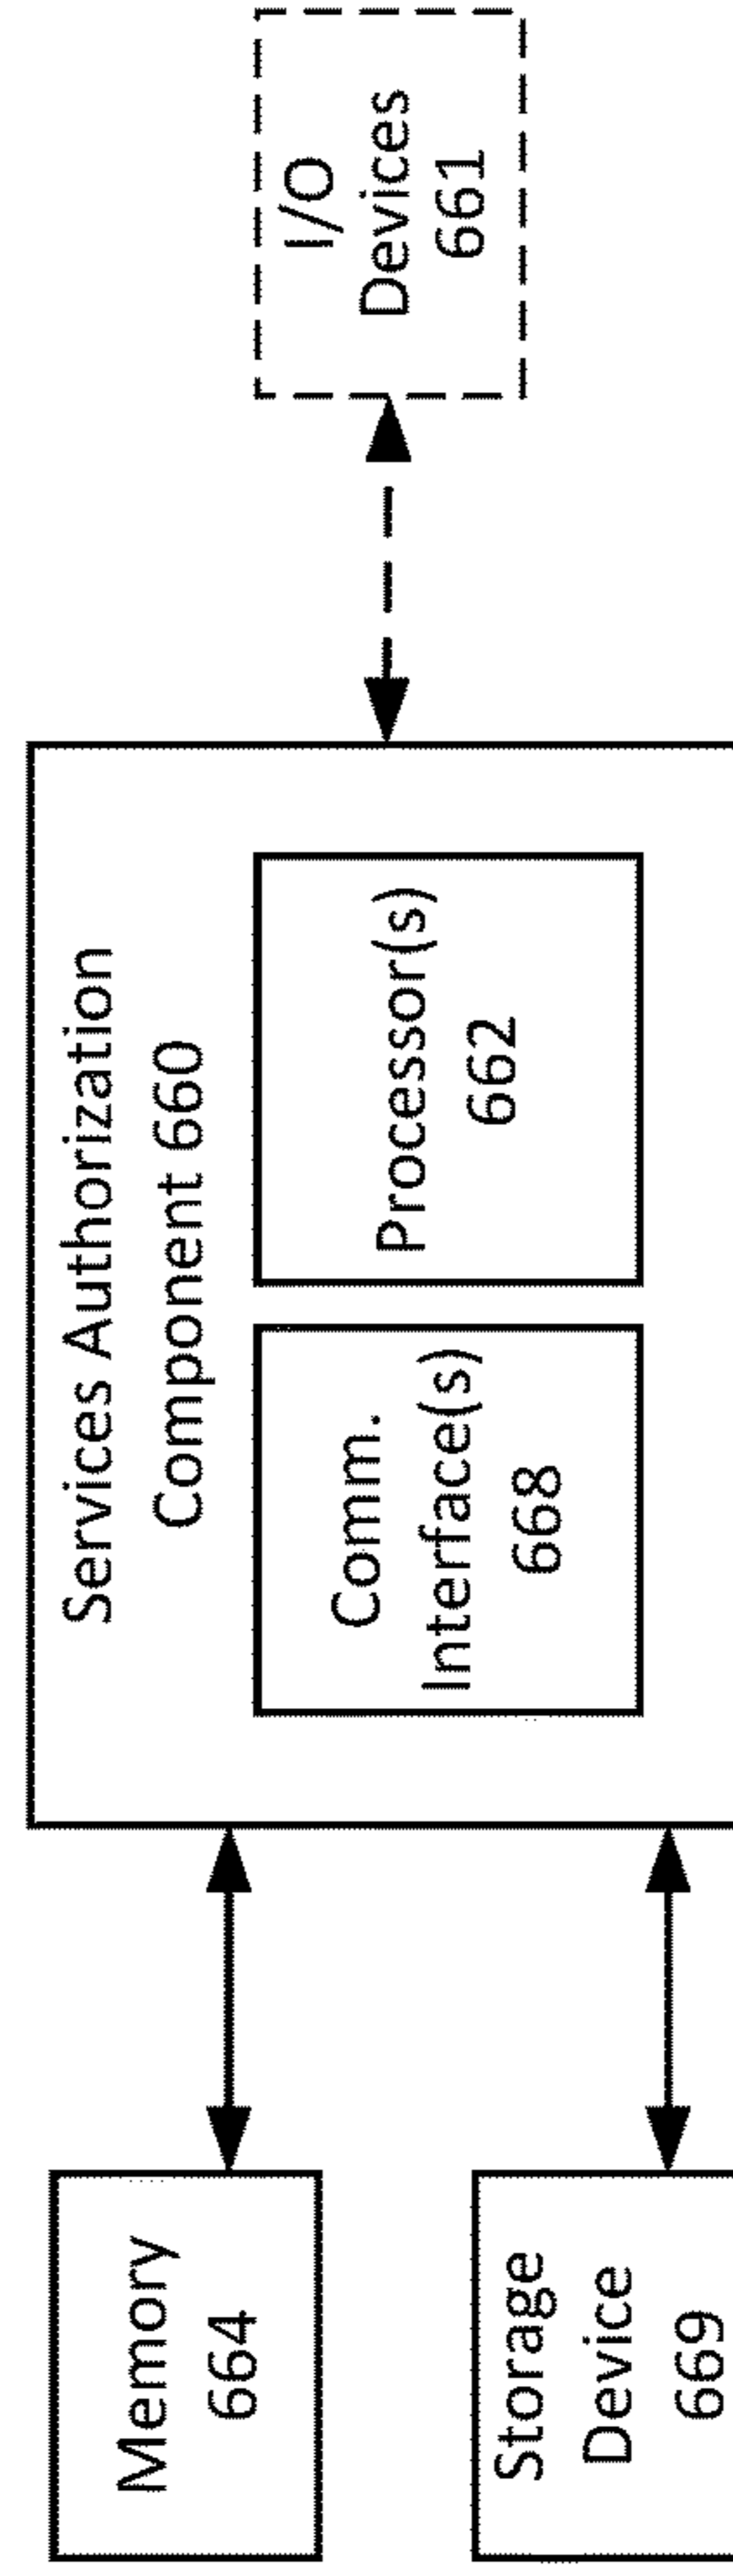 Memory
664
Storage
Device
669
Services Authorization
Component 660
Comm.
Interface(s)
668
Processor(s)
662
I/O
Devices
661